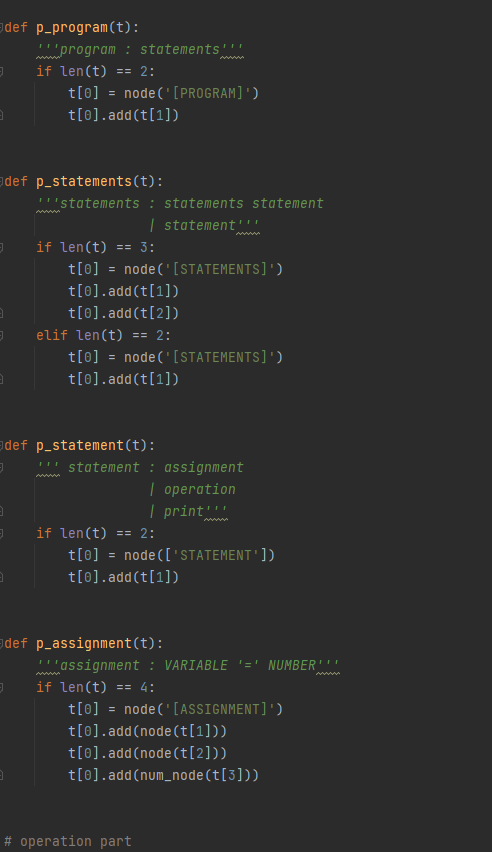 def p_program(t):
    '''program : statements'''
    if len(t) == 2:
        t[0] = node('[PROGRAM]')
        t[0].add(t[1])
def p_statements(t):
    '''statements : statements statement
                  | statement'''
    if len(t) == 3:
        t[0] = node('[STATEMENTS]')
        t[0].add(t[1])
        t[0].add(t[2])
    elif len(t) == 2:
        t[0] = node('[STATEMENTS]')
        t[0].add(t[1])
def p_statement(t):
    ''' statement : assignment
                  | operation
                  | print'''
    if len(t) == 2:
        t[0] = node(['STATEMENT'])
        t[0].add(t[1])
def p_assignment(t):
    '''assignment : VARIABLE '=' NUMBER'''
    if len(t) == 4:
        t[0] = node('[ASSIGNMENT]')
        t[0].add(node(t[1]))
        t[0].add(node(t[2]))
        t[0].add(num_node(t[3]))
# operation part